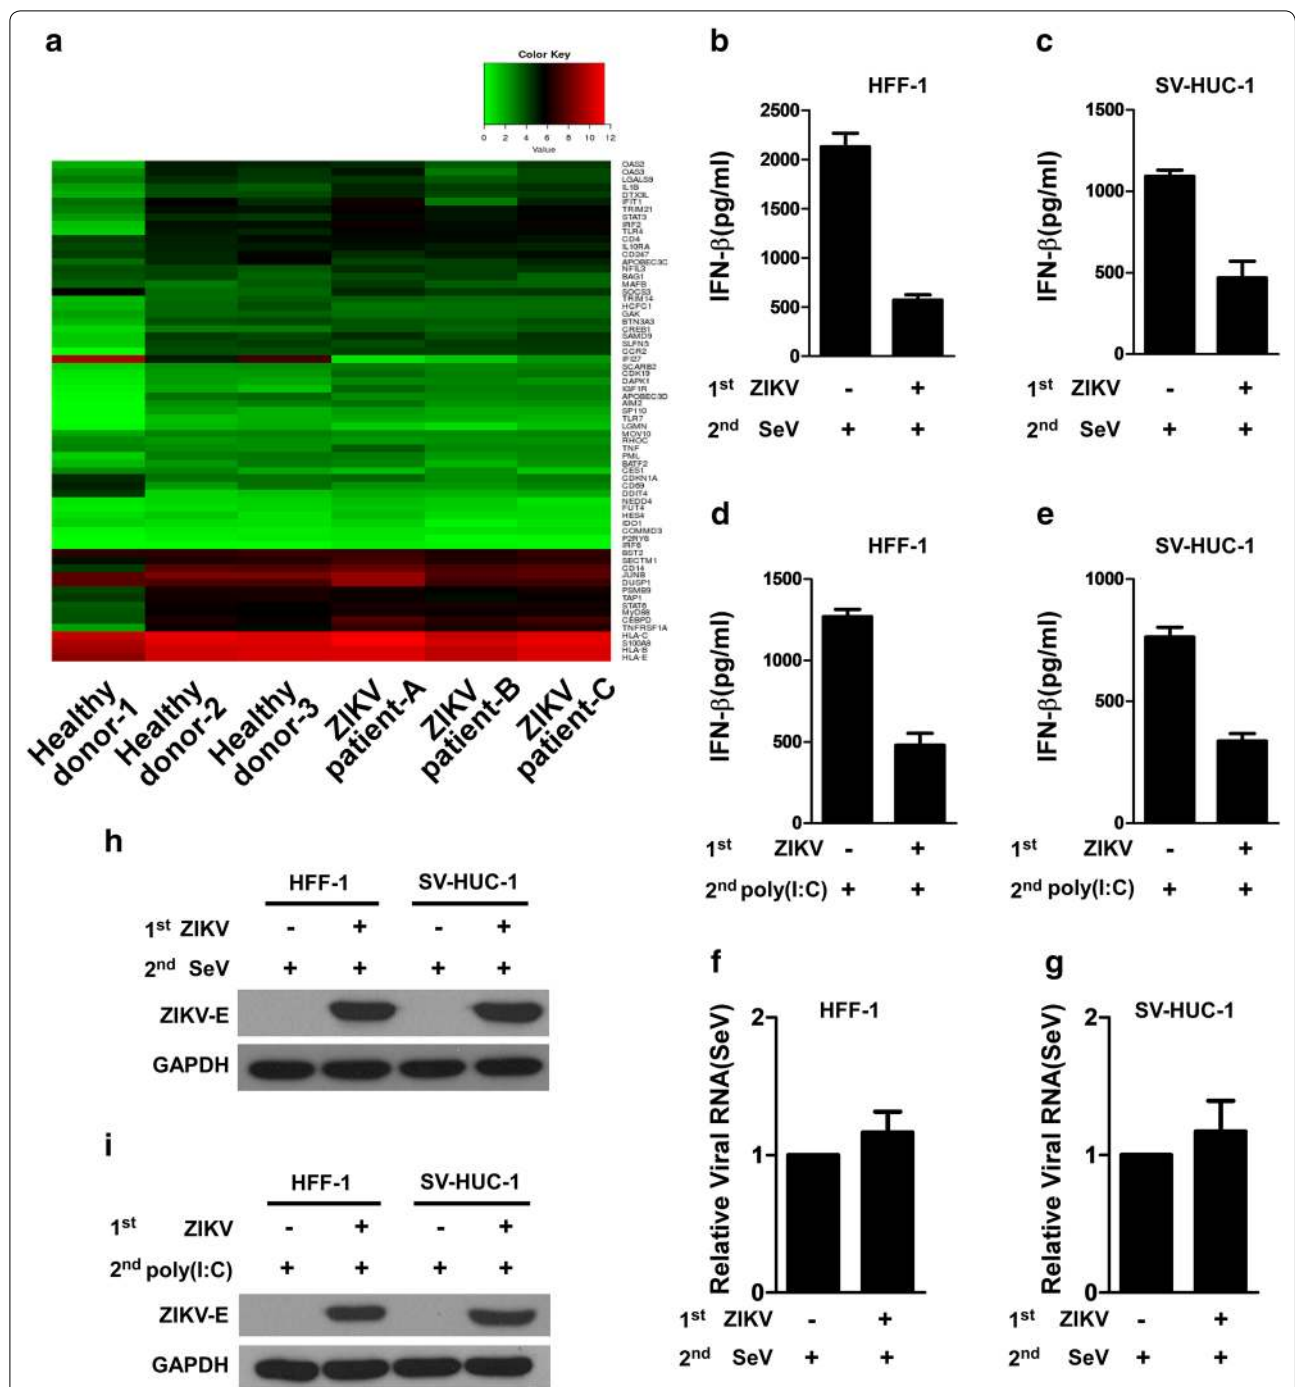 a
Color Key
0 2 4 6 8 10 12
Value
OAS2
OAS3
LGALS9
IL1B
DTX3L
IFIT1
TRIM21
STAT3
IRF2
TLR4
CD4
IL10RA
CD247
APOBEC3C
NFIL3
BAG1
MAFB
SOCS3
TRIM14
HCFC1
GAK
BTN3A3
CREB1
SAMD9
SLFN5
CCR2
IFI27
SCARB2
CDK19
DAPK1
IGF1R
APOBEC3D
AIM2
SP110
TLR7
LGMN
MOV10
RHOC
TNF
PML
BATF2
CES1
CDKN1A
CD69
DDIT4
NEDD4
FUT4
HES4
IDO1
COMMD3
P2RY6
IRF6
BST2
SECTM1
CD14
JUNB
DUSP1
PSMB9
TAP1
STAT6
MyD88
CEBPD
TNFRSF1A
HLA-C
S100A8
HLA-B
HLA-E
Healthy donor-1
Healthy donor-2
Healthy donor-3
ZIKV patient-A
ZIKV patient-B
ZIKV patient-C
b
HFF-1
IFN-β(pg/ml)
2500
2000
1500
1000
500
0
1st ZIKV - +
2nd SeV + +
c
SV-HUC-1
IFN-β(pg/ml)
1500
1000
500
0
1st ZIKV - +
2nd SeV + +
d
HFF-1
IFN-β(pg/ml)
1500
1000
500
0
1st ZIKV - +
2nd poly(I:C) + +
e
SV-HUC-1
IFN-β(pg/ml)
1000
500
0
1st ZIKV - +
2nd poly(I:C) + +
f
HFF-1
Relative Viral RNA(SeV)
2
1
0
1st ZIKV - +
2nd SeV + +
g
SV-HUC-1
Relative Viral RNA(SeV)
2
1
0
1st ZIKV - +
2nd SeV + +
h
HFF-1 SV-HUC-1
1st ZIKV - + - +
2nd SeV + + + +
ZIKV-E
GAPDH
i
HFF-1 SV-HUC-1
1st ZIKV - + - +
2nd poly(I:C) + + + +
ZIKV-E
GAPDH